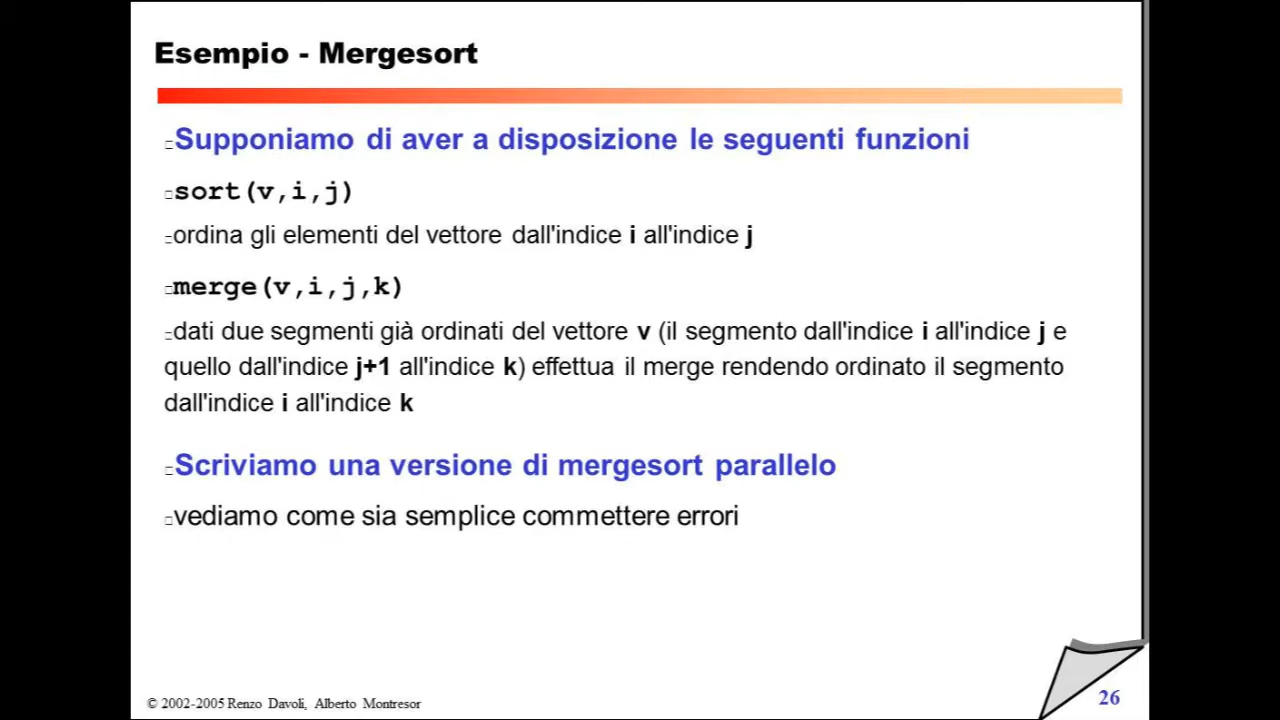 Esempio - Mergesort
Supponiamo di aver a disposizione le seguenti funzioni
sort(v,i,j)
ordina gli elementi del vettore dall'indice i all'indice j
merge(v,i,j,k)
dati due segmenti già ordinati del vettore v (il segmento dall'indice i all'indice j e
quello dall'indice j+1 all'indice k) effettua il merge rendendo ordinato il segmento
dall'indice i all'indice k
Scriviamo una versione di mergesort parallelo
vediamo come sia semplice commettere errori
© 2002-2005 Renzo Davoli, Alberto Montresor
26